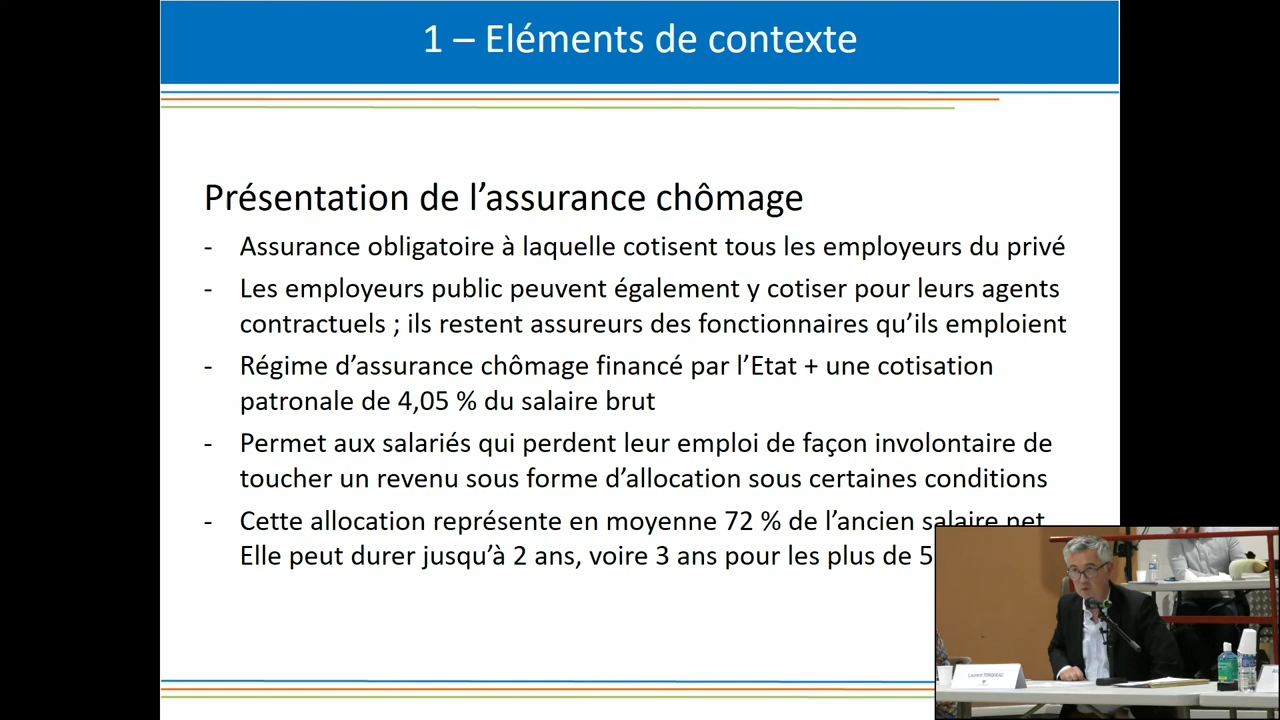 1 – Eléments de contexte
Présentation de l’assurance chômage
- Assurance obligatoire à laquelle cotisent tous les employeurs du privé
- Les employeurs public peuvent également y cotiser pour leurs agents
contractuels ; ils restent assureurs des fonctionnaires qu’ils emploient
- Régime d’assurance chômage financé par l’Etat + une cotisation
patronale de 4,05 % du salaire brut
- Permet aux salariés qui perdent leur emploi de façon involontaire de
toucher un revenu sous forme d’allocation sous certaines conditions
- Cette allocation représente en moyenne 72 % de l’ancien salaire net.
Elle peut durer jusqu’à 2 ans, voire 3 ans pour les plus de 5
Laurent